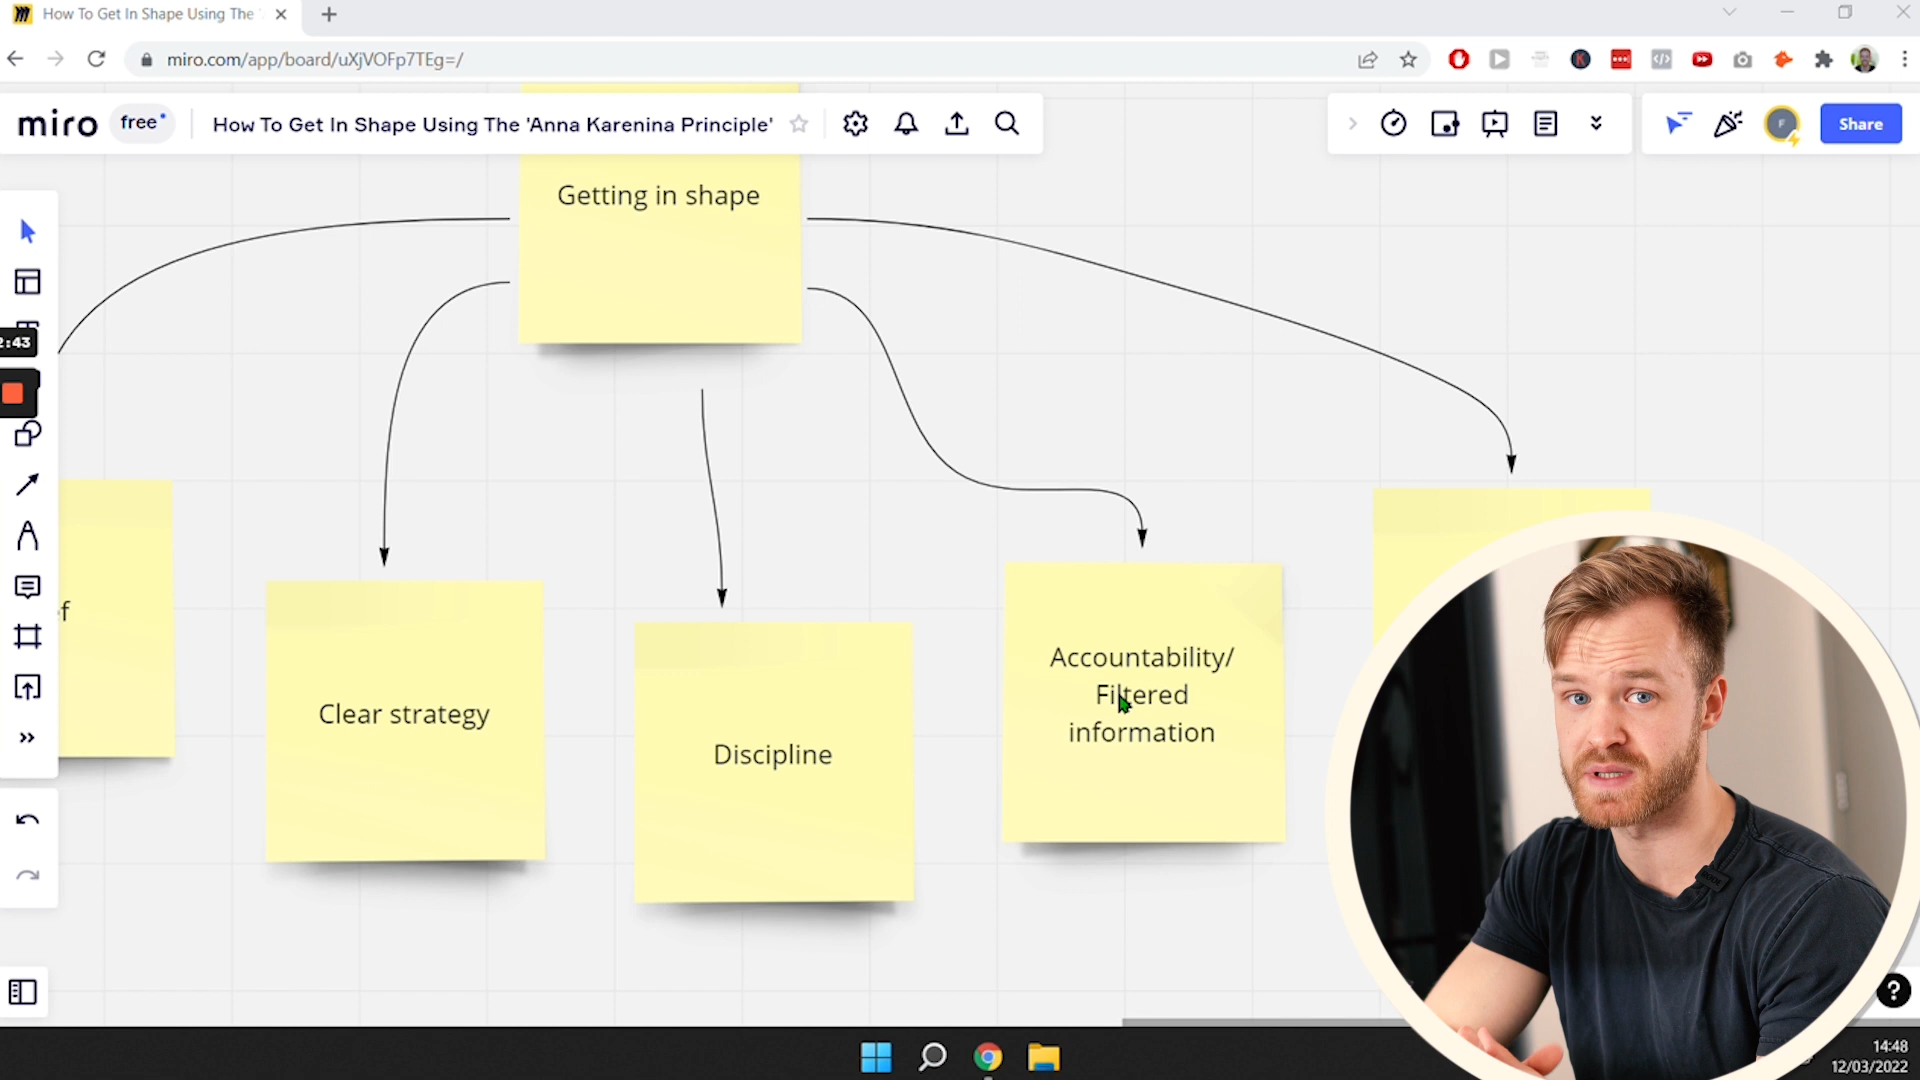 How To Get In Shape Using The
miro.com/app/board/uXjVOFp7TEg=/
miro
free
How To Get In Shape Using The 'Anna Karenina Principle'
F
Share
Getting in shape
2:43
Clear strategy
Discipline
Accountability/
Filtered
information
?
14:48
12/03/2022